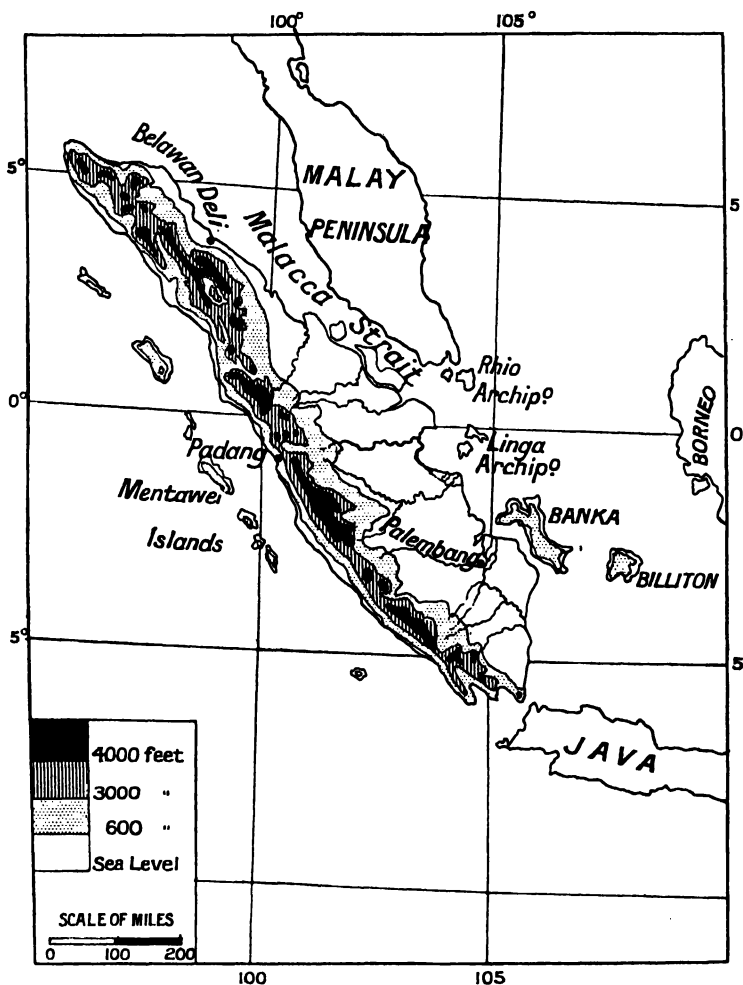 100° 105°
Belawan Deli
5°
MALAY
PENINSULA
5
Malacca Strait
Rhio
Archip.o
0°
0
BORNEO
Padang
Linga
Archip.o
Mentawei
Islands
BANKA
Palembang
BILLITON
5°
5
JAVA
4000 feet
3000 "
600 "
Sea Level
SCALE OF MILES
0 100 200
100 105